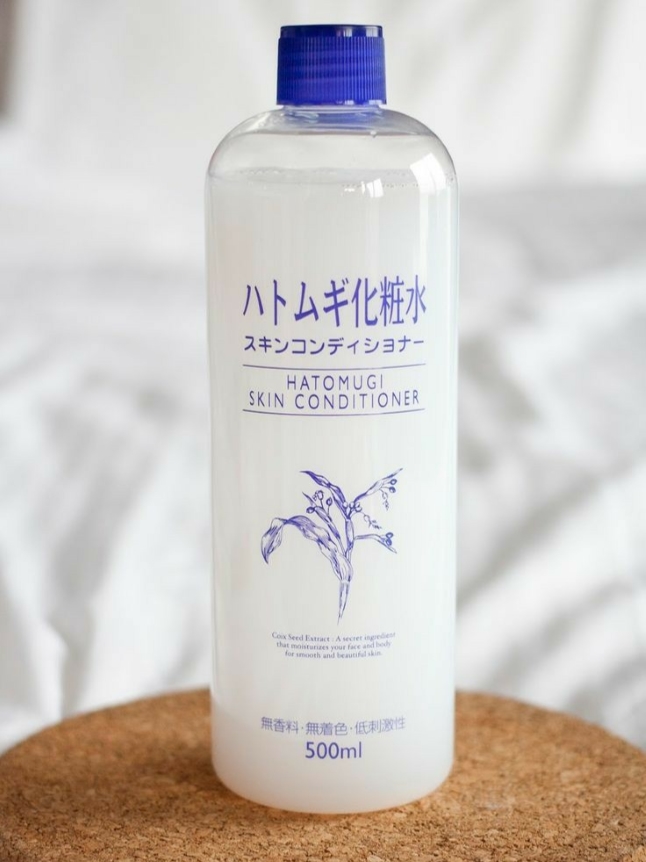 ハトムギ化粧水
スキンコンディショナー
HATOMUGI
SKIN CONDITIONER
Coix Seed Extract : A secret ingredient
that moisturizes your face and body
for smooth and beautiful skin.
無香料·無着色·低刺激性
500ml